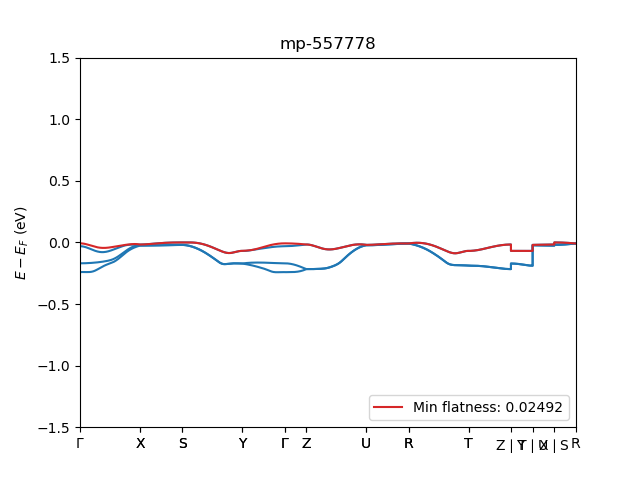 mp-557778
1.5
1.0
0.5
0.0
−0.5
−1.0
−1.5
E − E_F (eV)
Min flatness: 0.02492
Γ X S Y Γ Z U R T Z | Y | X | S R